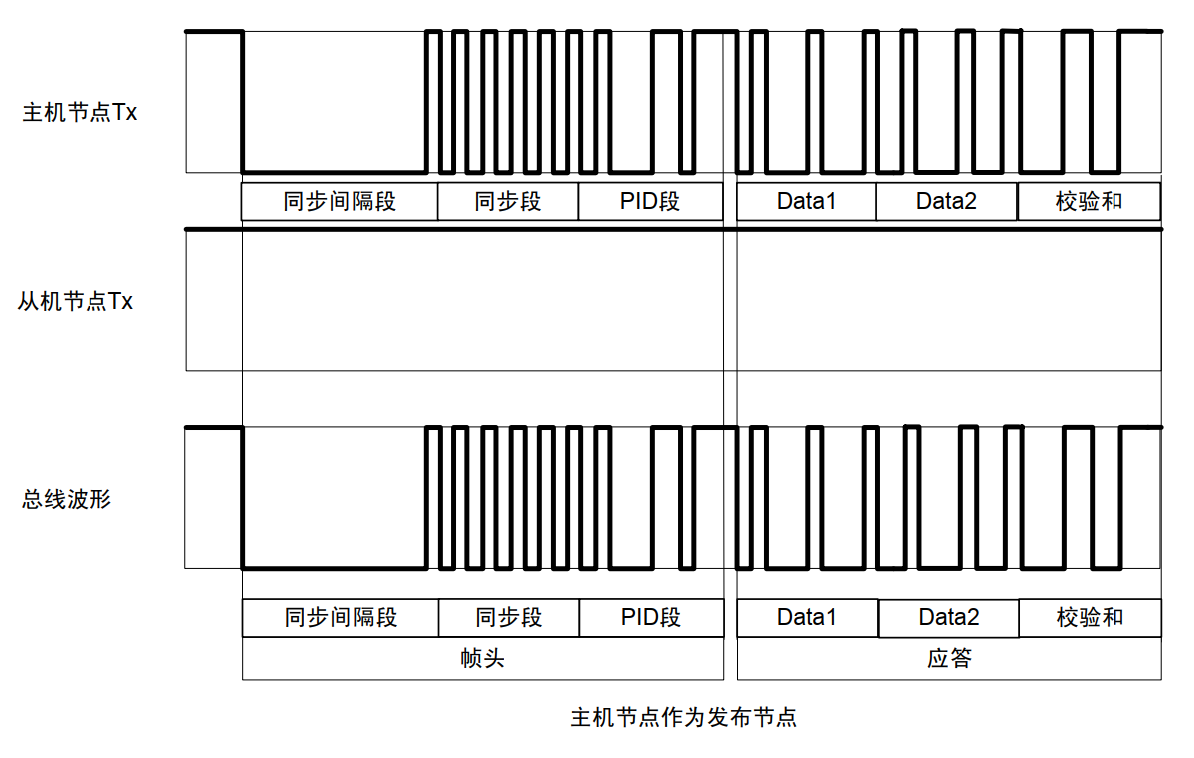 主机节点Tx
同步间隔段 同步段 PID段 Data1 Data2 校验和
从机节点Tx
总线波形
同步间隔段 同步段 PID段 Data1 Data2 校验和
帧头 应答
主机节点作为发布节点